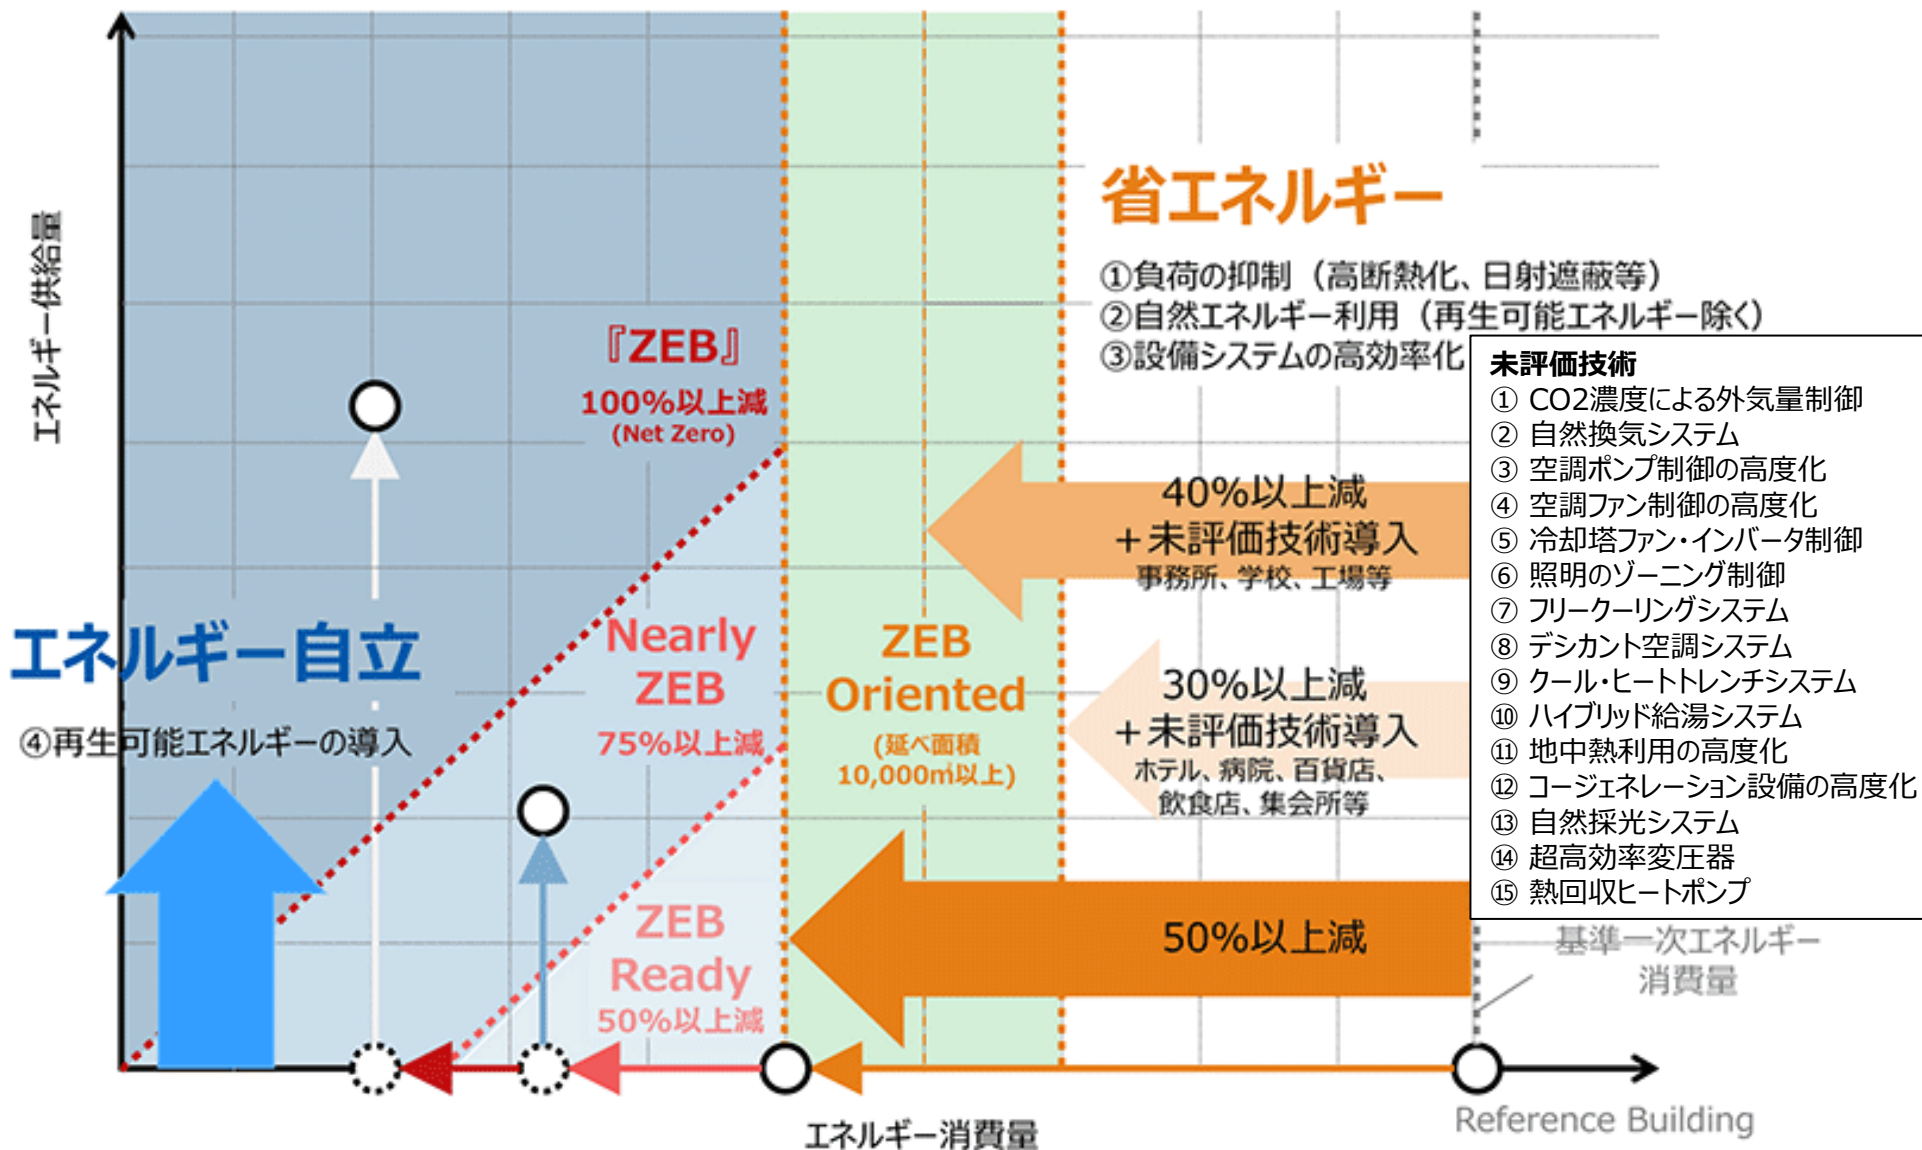 エネルギー供給量
省エネルギー
①負荷の抑制（高断熱化、日射遮蔽等）
②自然エネルギー利用（再生可能エネルギー除く）
③設備システムの高効率化
『ZEB』
100%以上減
(Net Zero)
エネルギー自立
④再生可能エネルギーの導入
Nearly
ZEB
75%以上減
ZEB
Ready
50%以上減
ZEB
Oriented
(延べ面積
10,000㎡以上)
40%以上減
＋未評価技術導入
事務所、学校、工場等
30%以上減
＋未評価技術導入
ホテル、病院、百貨店、
飲食店、集会所等
50%以上減
未評価技術
① CO2濃度による外気量制御
② 自然換気システム
③ 空調ポンプ制御の高度化
④ 空調ファン制御の高度化
⑤ 冷却塔ファン・インバータ制御
⑥ 照明のゾーニング制御
⑦ フリークーリングシステム
⑧ デシカント空調システム
⑨ クール・ヒートトレンチシステム
⑩ ハイブリッド給湯システム
⑪ 地中熱利用の高度化
⑫ コージェネレーション設備の高度化
⑬ 自然採光システム
⑭ 超高効率変圧器
⑮ 熱回収ヒートポンプ
基準一次エネルギー
消費量
Reference Building
エネルギー消費量